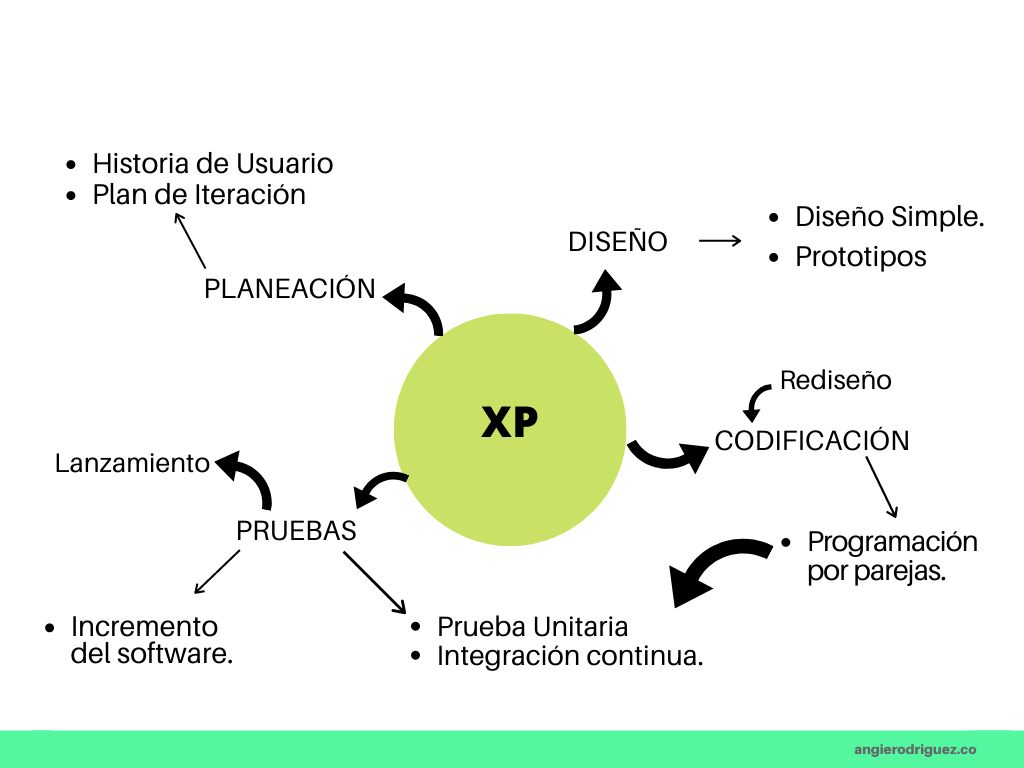 • Historia de Usuario
• Plan de Iteración
PLANEACIÓN
DISEÑO
• Diseño Simple.
• Prototipos
XP
Rediseño
CODIFICACIÓN
• Programación
por parejas.
Lanzamiento
PRUEBAS
• Incremento
del software.
• Prueba Unitaria
• Integración continua.
angierodriguez.co